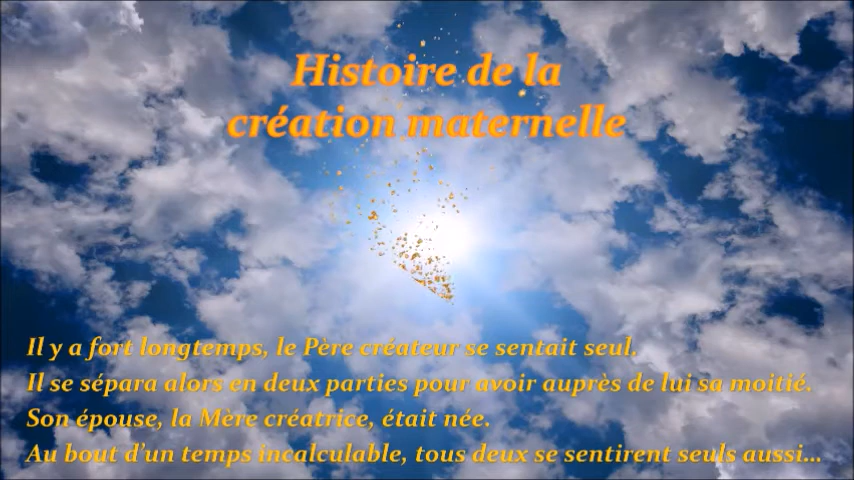 Histoire de la
création maternelle
Il y a fort longtemps, le Père créateur se sentait seul.
Il se sépara alors en deux parties pour avoir auprès de lui sa moitié.
Son épouse, la Mère créatrice, était née.
Au bout d'un temps incalculable, tous deux se sentirent seuls aussi...